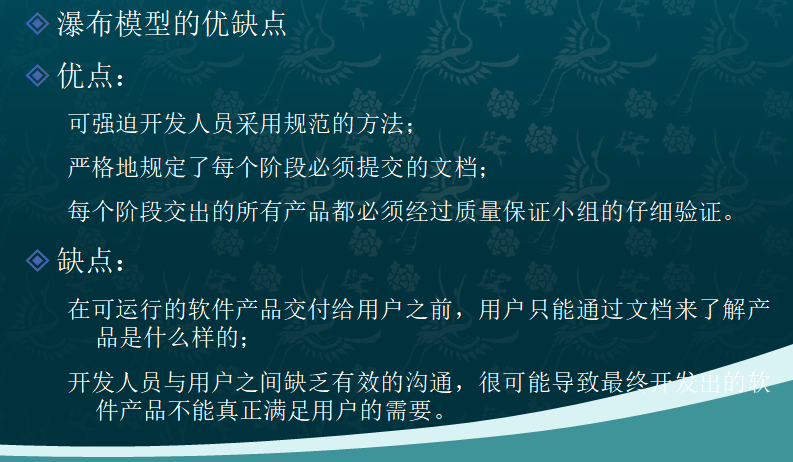 瀑布模型的优缺点
优点：
可强迫开发人员采用规范的方法；
严格地规定了每个阶段必须提交的文档；
每个阶段交出的所有产品都必须经过质量保证小组的仔细验证。
缺点：
在可运行的软件产品交付给用户之前，用户只能通过文档来了解产
品是什么样的；
开发人员与用户之间缺乏有效的沟通，很可能导致最终开发出的软
件产品不能真正满足用户的需要。